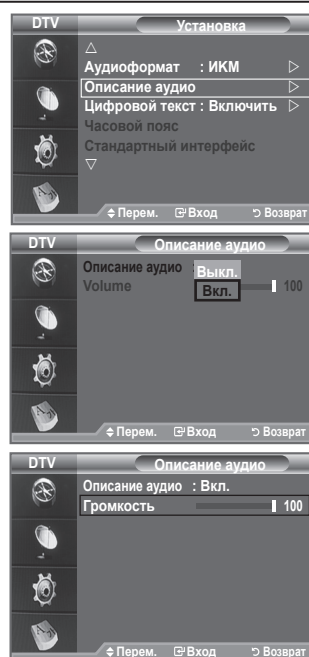 DTV Установка
△
Аудиоформат : ИКМ ▷
Описание аудио ▷
Цифровой текст : Включить ▷
Часовой пояс
Стандартный интерфейс
▽
Перем. Вход Возврат
DTV Описание аудио
Описание аудио : Выкл.
Volume Вкл. 100
Перем. Вход Возврат
DTV Описание аудио
Описание аудио : Вкл.
Громкость 100
Перем. Вход Возврат